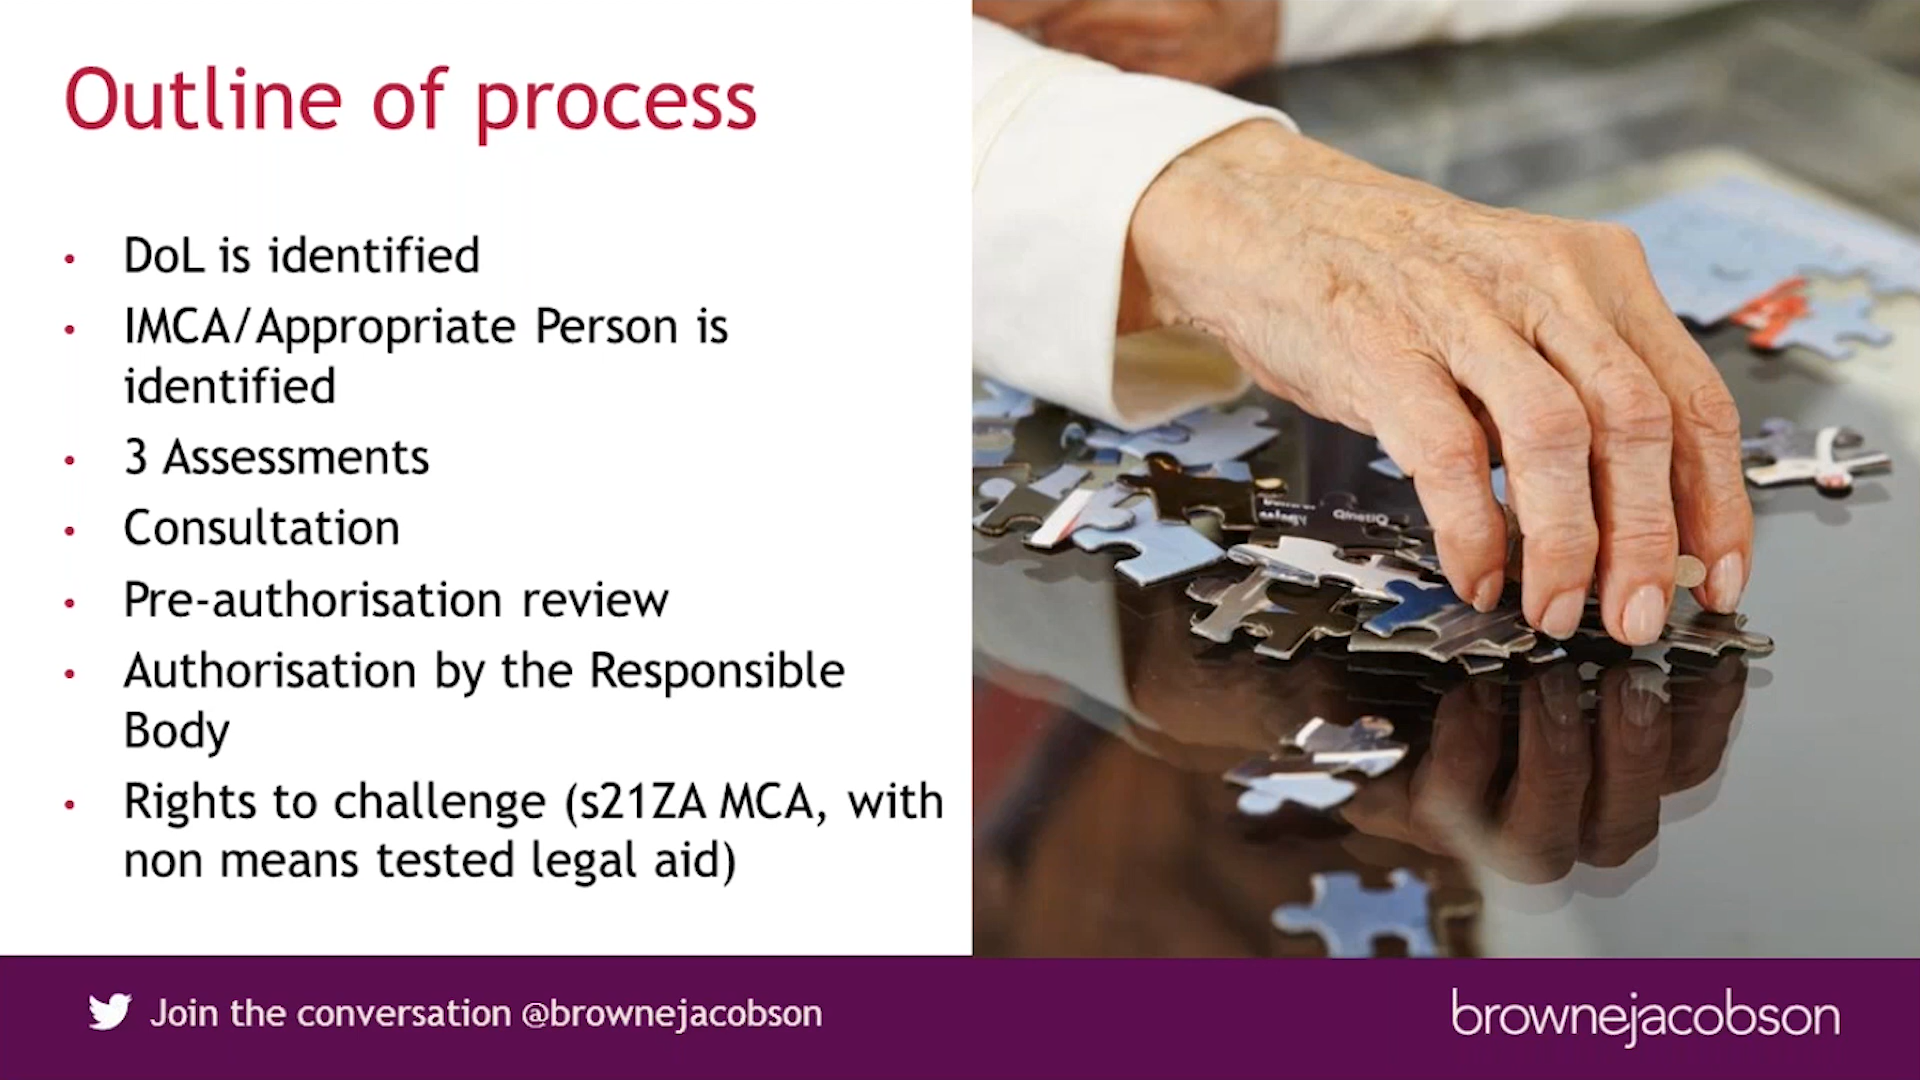 Outline of process
• DoL is identified
• IMCA/Appropriate Person is
identified
• 3 Assessments
• Consultation
• Pre-authorisation review
• Authorisation by the Responsible
Body
• Rights to challenge (s21ZA MCA, with
non means tested legal aid)
QinetiQ
Join the conversation @brownejacobson
brownejacobson